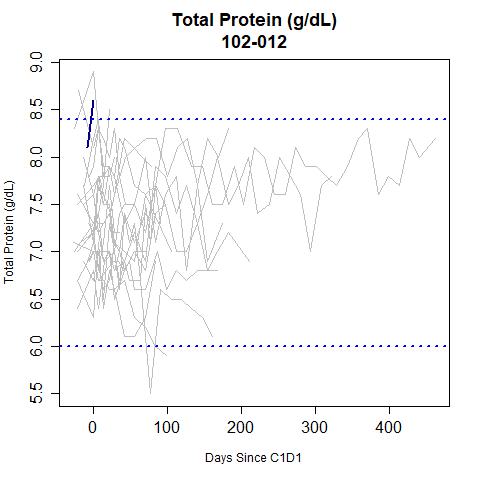 Total Protein (g/dL)
102-012
9.0
8.5
8.0
7.5
7.0
6.5
6.0
5.5
Total Protein (g/dL)
0 100 200 300 400
Days Since C1D1